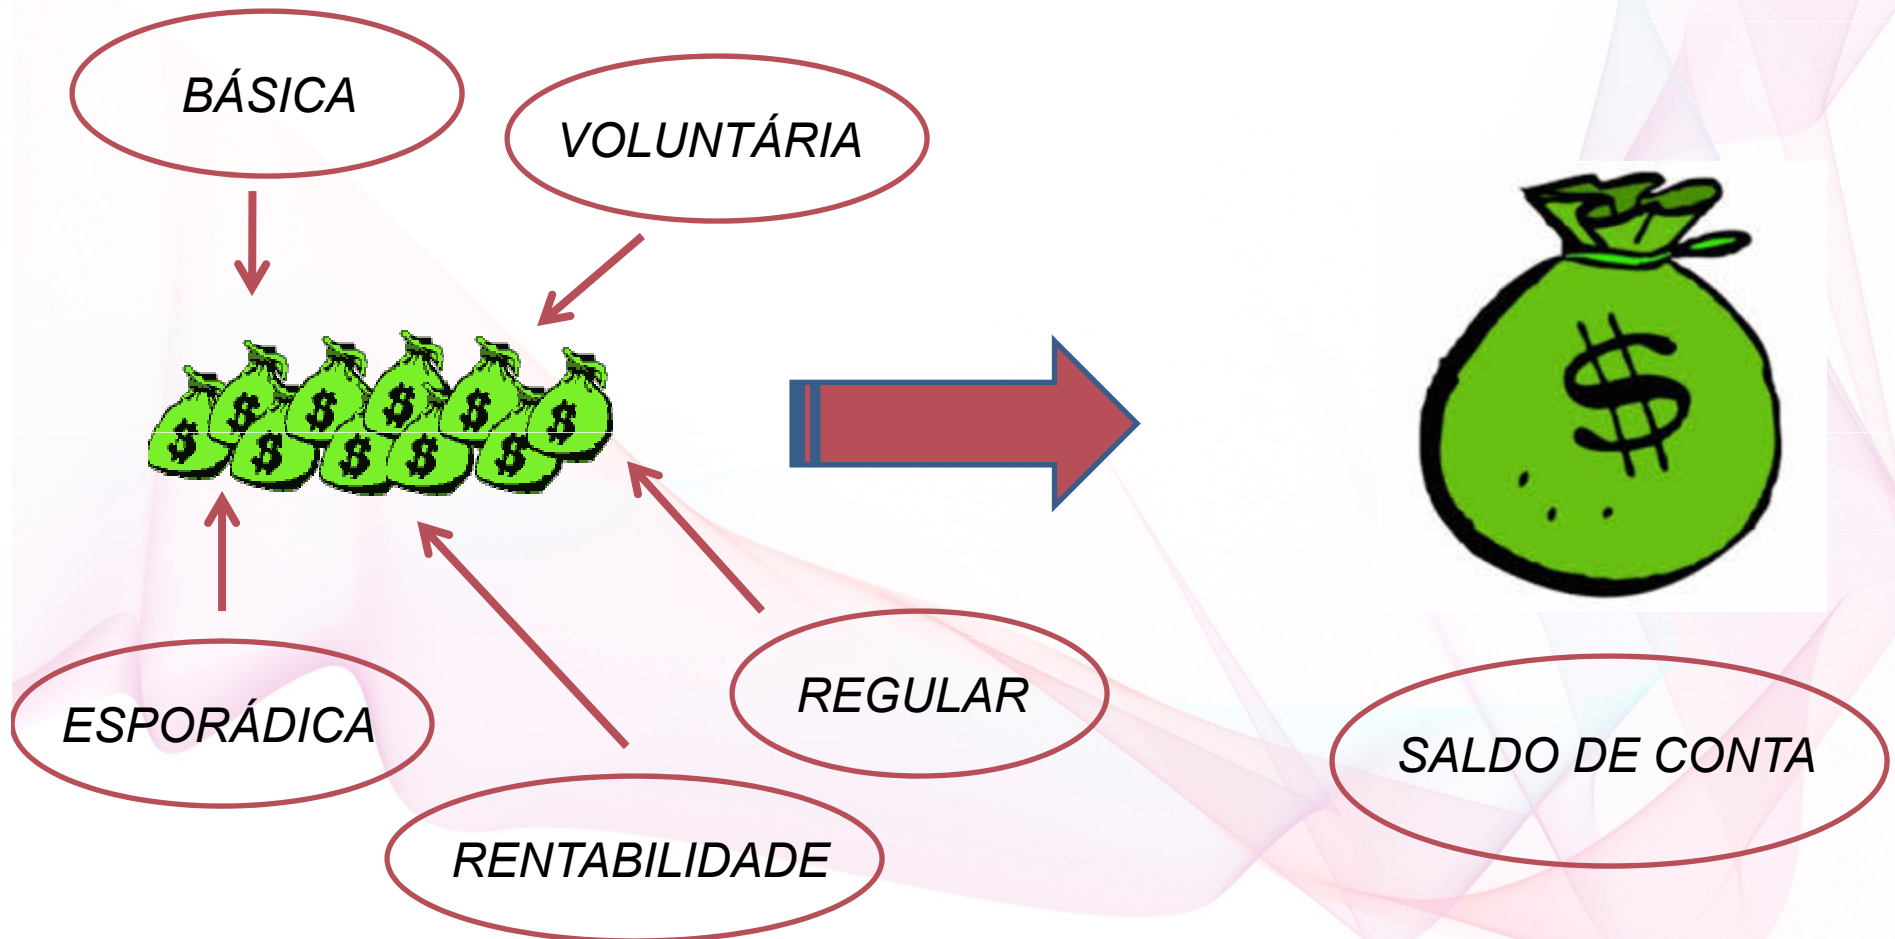 BÁSICA
VOLUNTÁRIA
$ $ $ $ $ $
$ $ $ $ $
$
REGULAR
ESPORÁDICA
SALDO DE CONTA
RENTABILIDADE